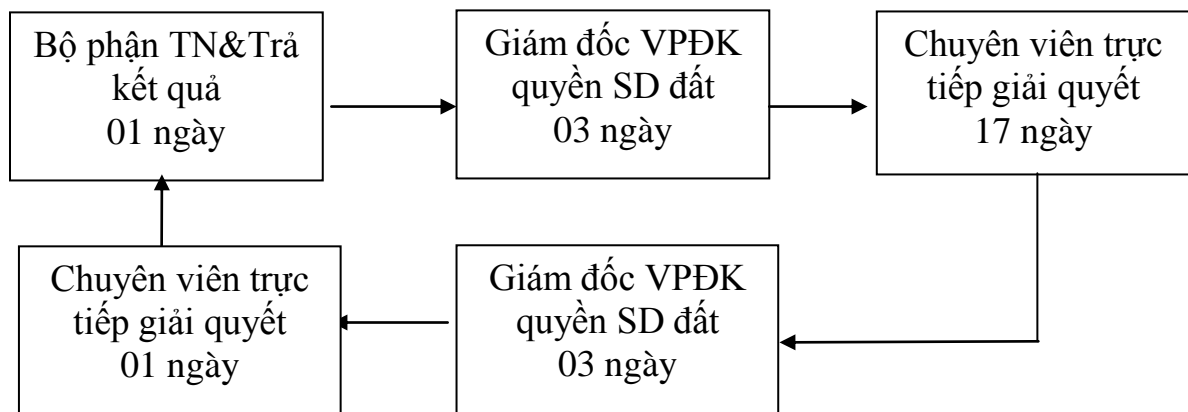 Bộ phận TN&Trả
kết quả
01 ngày
Giám đốc VPĐK
quyền SD đất
03 ngày
Chuyên viên trực
tiếp giải quyết
17 ngày
Chuyên viên trực
tiếp giải quyết
01 ngày
Giám đốc VPĐK
quyền SD đất
03 ngày